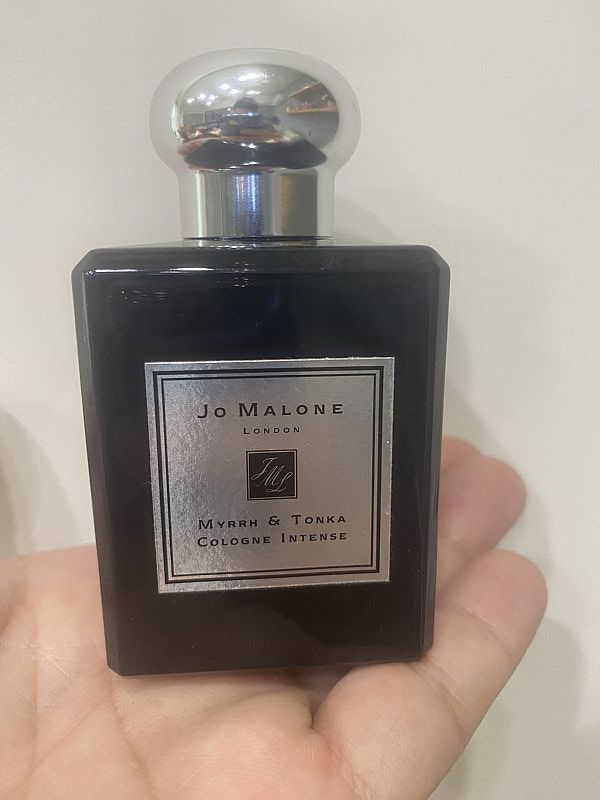 JO MALONE
LONDON
JML
MYRRH & TONKA
COLOGNE INTENSE